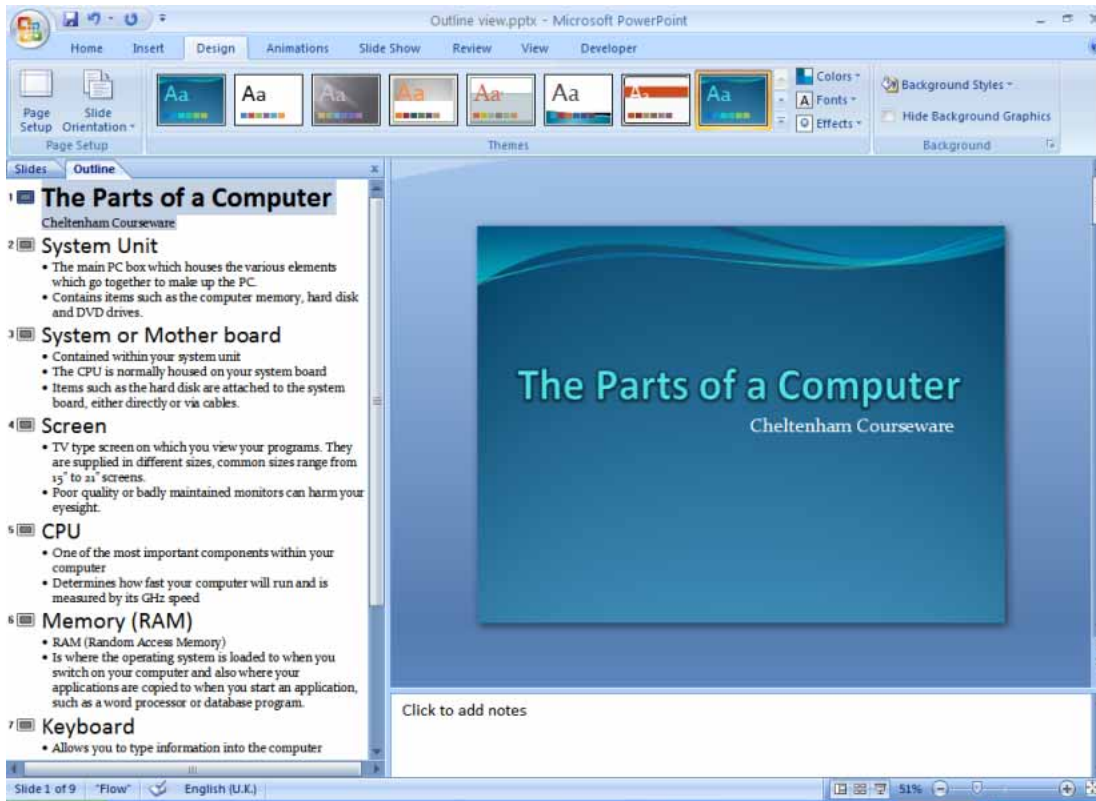 Outline view.pptx - Microsoft PowerPoint
Home Insert Design Animations Slide Show Review View Developer
Aa Aa Aa Aa Aa Aa Aa Aa
Page Setup
Slide Orientation
Colors
Fonts
Effects
Background Styles
Hide Background Graphics
Page Setup Themes Background
Slides Outline
1 The Parts of a Computer
Cheltenham Courseware
2 System Unit
• The main PC box which houses the various elements
which go together to make up the PC.
• Contains items such as the computer memory, hard disk
and DVD drives.
3 System or Mother board
• Contained within your system unit
• The CPU is normally housed on your system board
• Items such as the hard disk are attached to the system
board, either directly or via cables.
4 Screen
• TV type screen on which you view your programs. They
are supplied in different sizes, common sizes range from
15" to 21" screens.
• Poor quality or badly maintained monitors can harm your
eyesight.
5 CPU
• One of the most important components within your
computer
• Determines how fast your computer will run and is
measured by its GHz speed
6 Memory (RAM)
• RAM (Random Access Memory)
• Is where the operating system is loaded to when you
switch on your computer and also where your
applications are copied to when you start an application,
such as a word processor or database program.
7 Keyboard
• Allows you to type information into the computer
The Parts of a Computer
Cheltenham Courseware
Click to add notes
Slide 1 of 9 "Flow" English (U.K.) 51%